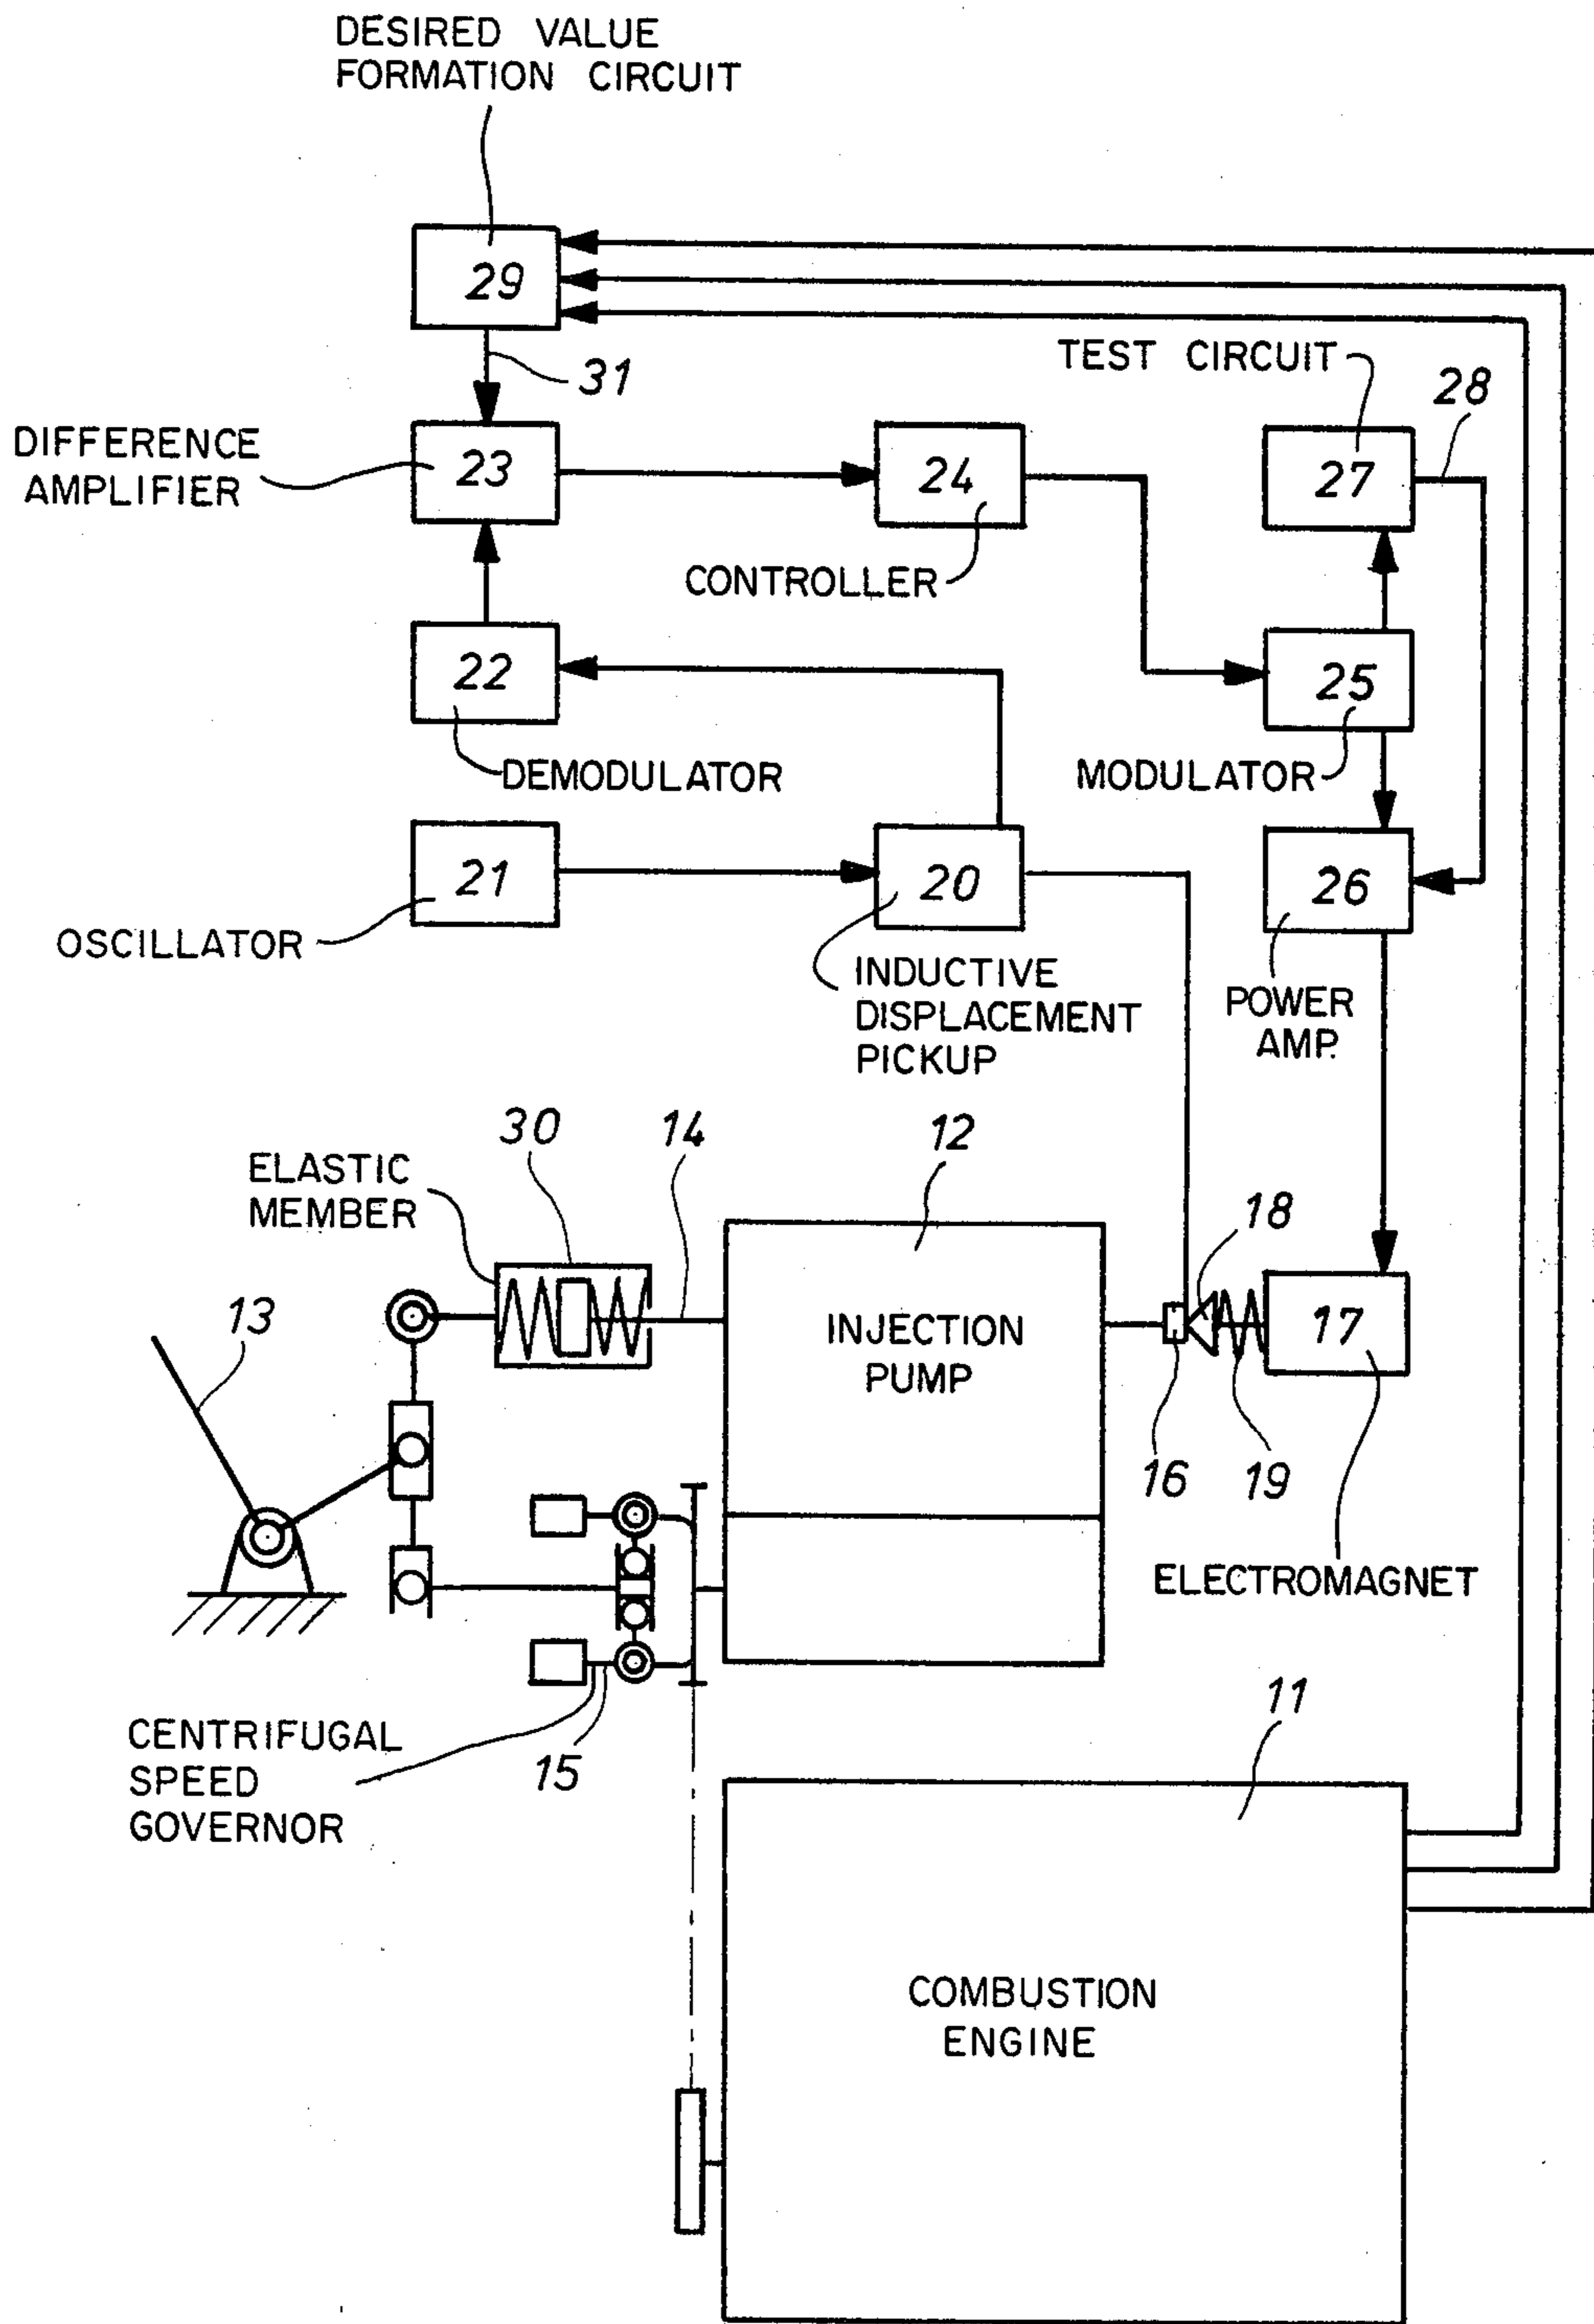 DESIRED VALUE
FORMATION CIRCUIT
29
31
TEST CIRCUIT
28
DIFFERENCE
AMPLIFIER
23
24
27
CONTROLLER
22
25
DEMODULATOR
MODULATOR
21
20
26
OSCILLATOR
INDUCTIVE
DISPLACEMENT
PICKUP
POWER
AMP.
30
14
12
ELASTIC
MEMBER
18
13
INJECTION
PUMP
17
16
19
ELECTROMAGNET
CENTRIFUGAL
SPEED
GOVERNOR
15
11
COMBUSTION
ENGINE